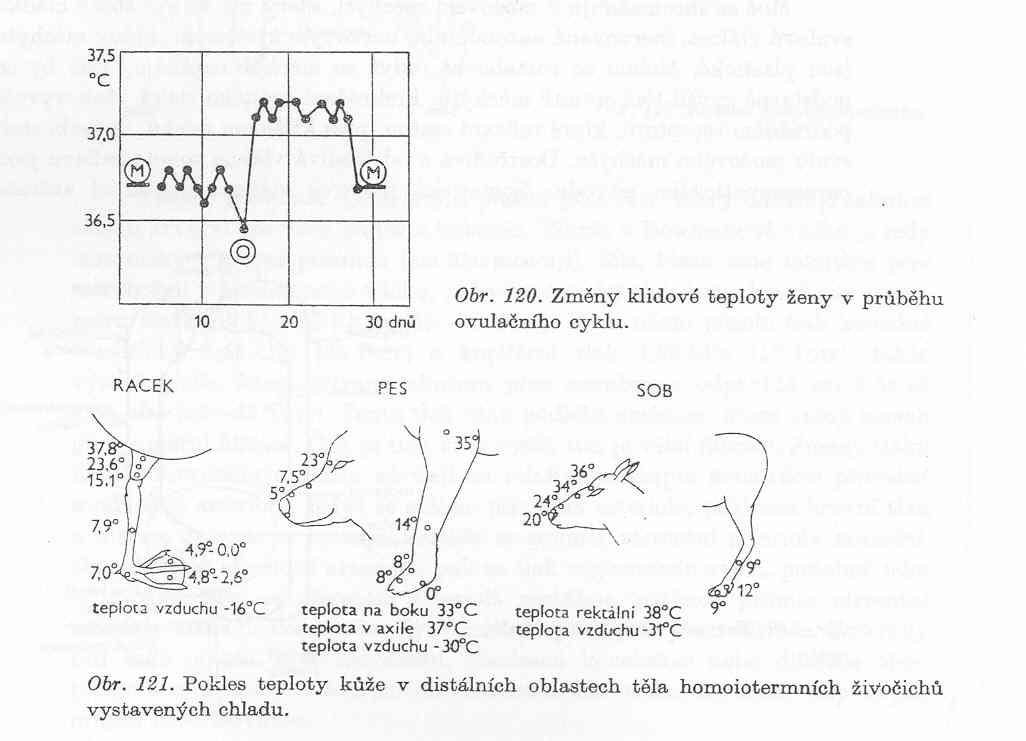 37,5
°C
37,0
36,5
M
M
10 20 30 dnů
Obr. 120. Změny klidové teploty ženy v průběhu
ovulačního cyklu.
RACEK
37.8°
23.6°
15.1°
7.9°
4,9°- 0,0°
7,0°
4,8°- 2,6°
teplota vzduchu -16°C
PES
35°
23°
7.5°
5°
14°
8°
8°
0°
teplota na boku 33°C
teplota v axile 37°C
teplota vzduchu -30°C
SOB
36°
34°
24°
20°
9°
12°
9°
teplota rektální 38°C
teplota vzduchu -31°C
Obr. 121. Pokles teploty kůže v distálních oblastech těla homoiotermních živočichů
vystavených chladu.